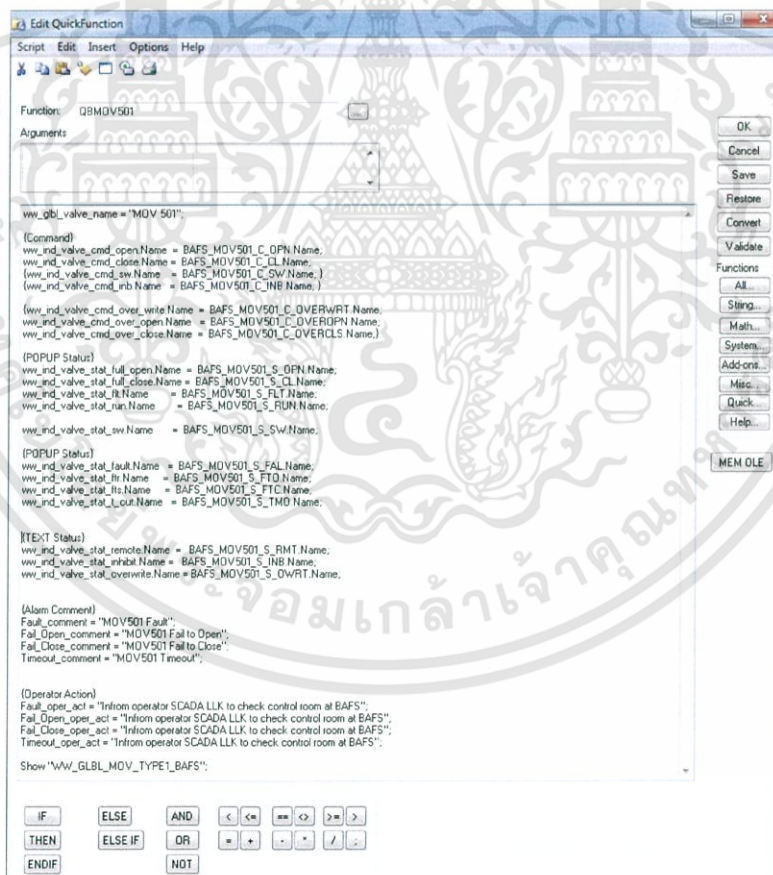 Edit QuickFunction
Script Edit Insert Options Help
Function: QBMOV501 ...
Arguments
ww_glbl_valve_name = "MOV 501";
{Command}
ww_ind_valve_cmd_open.Name = BAFS_MOV501_C_OPN.Name;
ww_ind_valve_cmd_close.Name = BAFS_MOV501_C_CL.Name;
{ww_ind_valve_cmd_sw.Name = BAFS_MOV501_C_SW.Name; }
{ww_ind_valve_cmd_inb.Name = BAFS_MOV501_C_INB.Name; }
{ww_ind_valve_cmd_over_write.Name = BAFS_MOV501_C_OVERWRT.Name;
ww_ind_valve_cmd_over_open.Name = BAFS_MOV501_C_OVEROPN.Name;
ww_ind_valve_cmd_over_close.Name = BAFS_MOV501_C_OVERCLS.Name;}
{POPUP Status}
ww_ind_valve_stat_full_open.Name = BAFS_MOV501_S_OPN.Name;
ww_ind_valve_stat_full_close.Name = BAFS_MOV501_S_CL.Name;
ww_ind_valve_stat_flt.Name = BAFS_MOV501_S_FLT.Name;
ww_ind_valve_stat_run.Name = BAFS_MOV501_S_RUN.Name;
ww_ind_valve_stat_sw.Name = BAFS_MOV501_S_SW.Name;
{POPUP Status}
ww_ind_valve_stat_fault.Name = BAFS_MOV501_S_FAL.Name;
ww_ind_valve_stat_ftr.Name = BAFS_MOV501_S_FTO.Name;
ww_ind_valve_stat_fts.Name = BAFS_MOV501_S_FTC.Name;
ww_ind_valve_stat_t_out.Name = BAFS_MOV501_S_TMO.Name;
{TEXT Status}
ww_ind_valve_stat_remote.Name = BAFS_MOV501_S_RMT.Name;
ww_ind_valve_stat_inhibit.Name = BAFS_MOV501_S_INB.Name;
ww_ind_valve_stat_overwrite.Name = BAFS_MOV501_S_OWRT.Name;
{Alarm Comment}
Fault_comment = "MOV501 Fault";
Fail_Open_comment = "MOV501 Fail to Open";
Fail_Close_comment = "MOV501 Fail to Close";
Timeout_comment = "MOV501 Timeout";
{Operator Action}
Fault_oper_act = "Infrom operator SCADA LLK to check control room at BAFS";
Fail_Open_oper_act = "Infrom operator SCADA LLK to check control room at BAFS";
Fail_Close_oper_act = "Infrom operator SCADA LLK to check control room at BAFS";
Timeout_oper_act = "Infrom operator SCADA LLK to check control room at BAFS";
Show "WW_GLBL_MOV_TYPE1_BAFS";
OK
Cancel
Save
Restore
Convert
Validate
Functions
All...
String...
Math...
System...
Add-ons...
Misc...
Quick...
Help...
MEM OLE
IF ELSE AND < <= == <> >= >
THEN ELSE IF OR = + - * / ;
ENDIF NOT